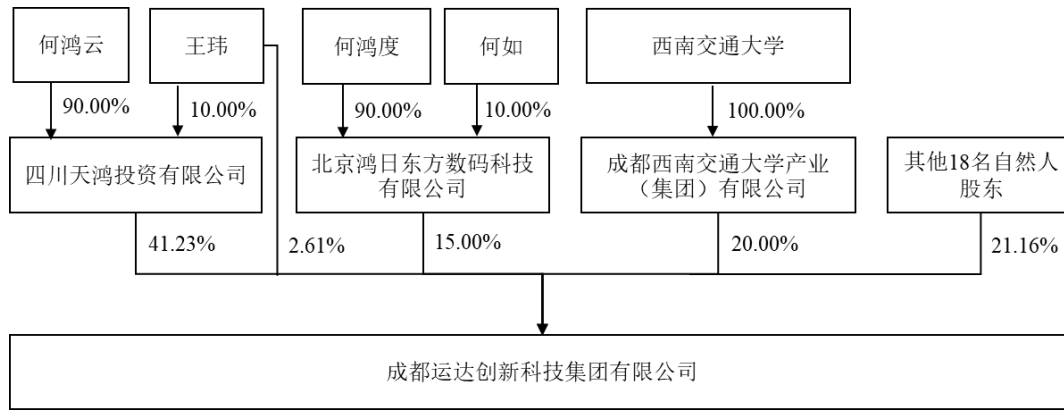 何鸿云
王玮
何鸿度
何如
西南交通大学
90.00%
10.00%
90.00%
10.00%
100.00%
四川天鸿投资有限公司
北京鸿日东方数码科技
有限公司
成都西南交通大学产业
（集团）有限公司
其他18名自然人
股东
41.23%
2.61%
15.00%
20.00%
21.16%
成都运达创新科技集团有限公司